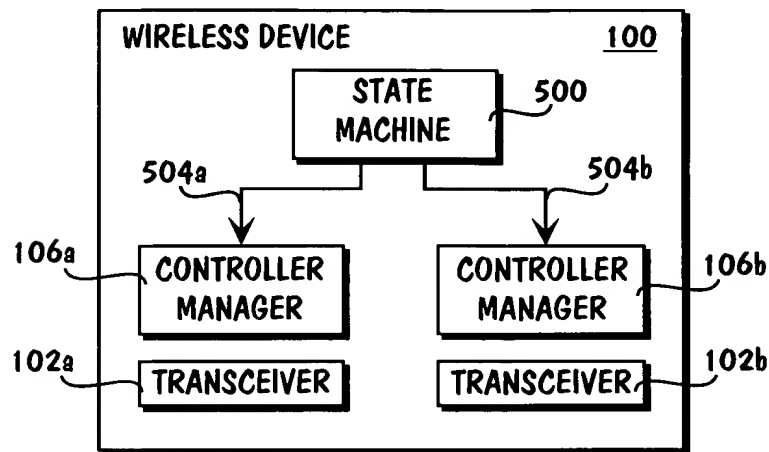 WIRELESS DEVICE 100
STATE
MACHINE
500
504a
504b
106a
CONTROLLER
MANAGER
CONTROLLER
MANAGER
106b
102a
TRANSCEIVER
TRANSCEIVER
102b